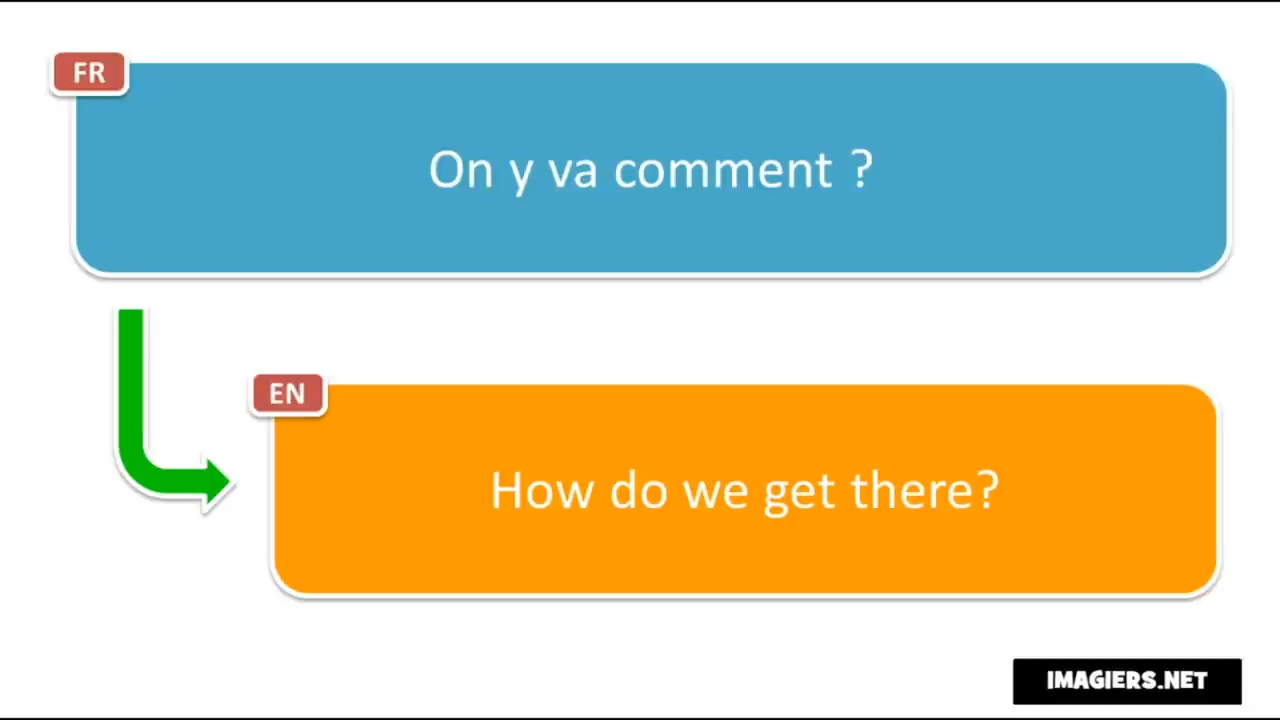 FR
On y va comment ?
EN
How do we get there?
IMAGIERS.NET